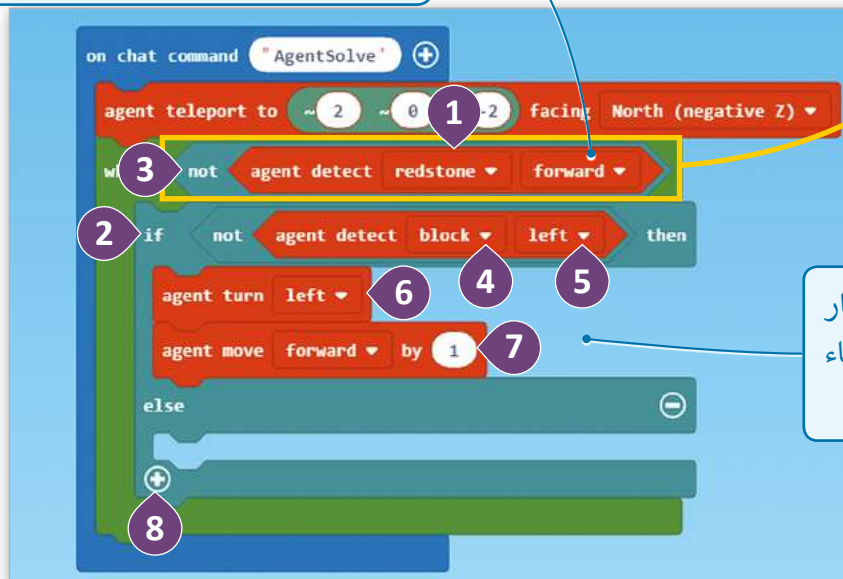 on chat command "AgentSolve"
agent teleport to ~ 2 ~ 0 -2 facing North (negative Z)
1
3 not agent detect redstone forward
2 if not agent detect block left then
4 5
agent turn left 6
agent move forward by 1 7
else
8